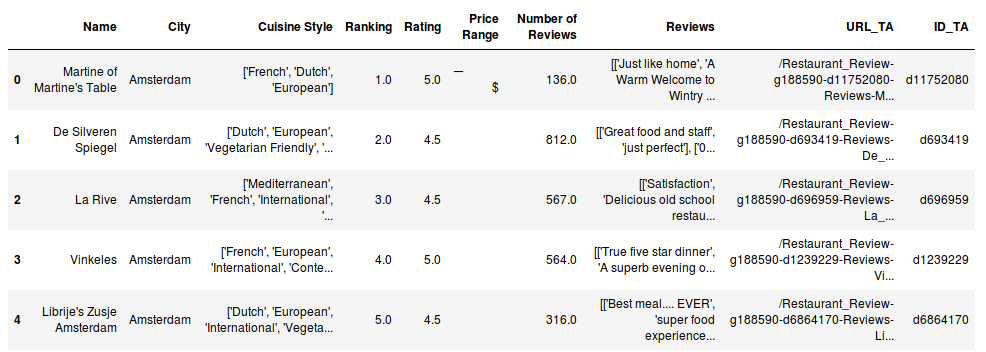 Name City Cuisine Style Ranking Rating Price Range Number of Reviews Reviews URL_TA ID_TA
0 Martine of Martine's Table Amsterdam ['French', 'Dutch', 'European'] 1.0 5.0 — $ 136.0 [['Just like home', 'A Warm Welcome to Wintry ... /Restaurant_Review-g188590-d11752080-Reviews-M... d11752080
1 De Silveren Spiegel Amsterdam ['Dutch', 'European', 'Vegetarian Friendly', '... 2.0 4.5 812.0 [['Great food and staff', 'just perfect'], ['0... /Restaurant_Review-g188590-d693419-Reviews-De_... d693419
2 La Rive Amsterdam ['Mediterranean', 'French', 'International', '... 3.0 4.5 567.0 [['Satisfaction', 'Delicious old school restau... /Restaurant_Review-g188590-d696959-Reviews-La_... d696959
3 Vinkeles Amsterdam ['French', 'European', 'International', 'Conte... 4.0 5.0 564.0 [['True five star dinner', 'A superb evening o... /Restaurant_Review-g188590-d1239229-Reviews-Vi... d1239229
4 Librije's Zusje Amsterdam Amsterdam ['Dutch', 'European', 'International', 'Vegeta... 5.0 4.5 316.0 [['Best meal.... EVER', 'super food experience... /Restaurant_Review-g188590-d6864170-Reviews-Li... d6864170